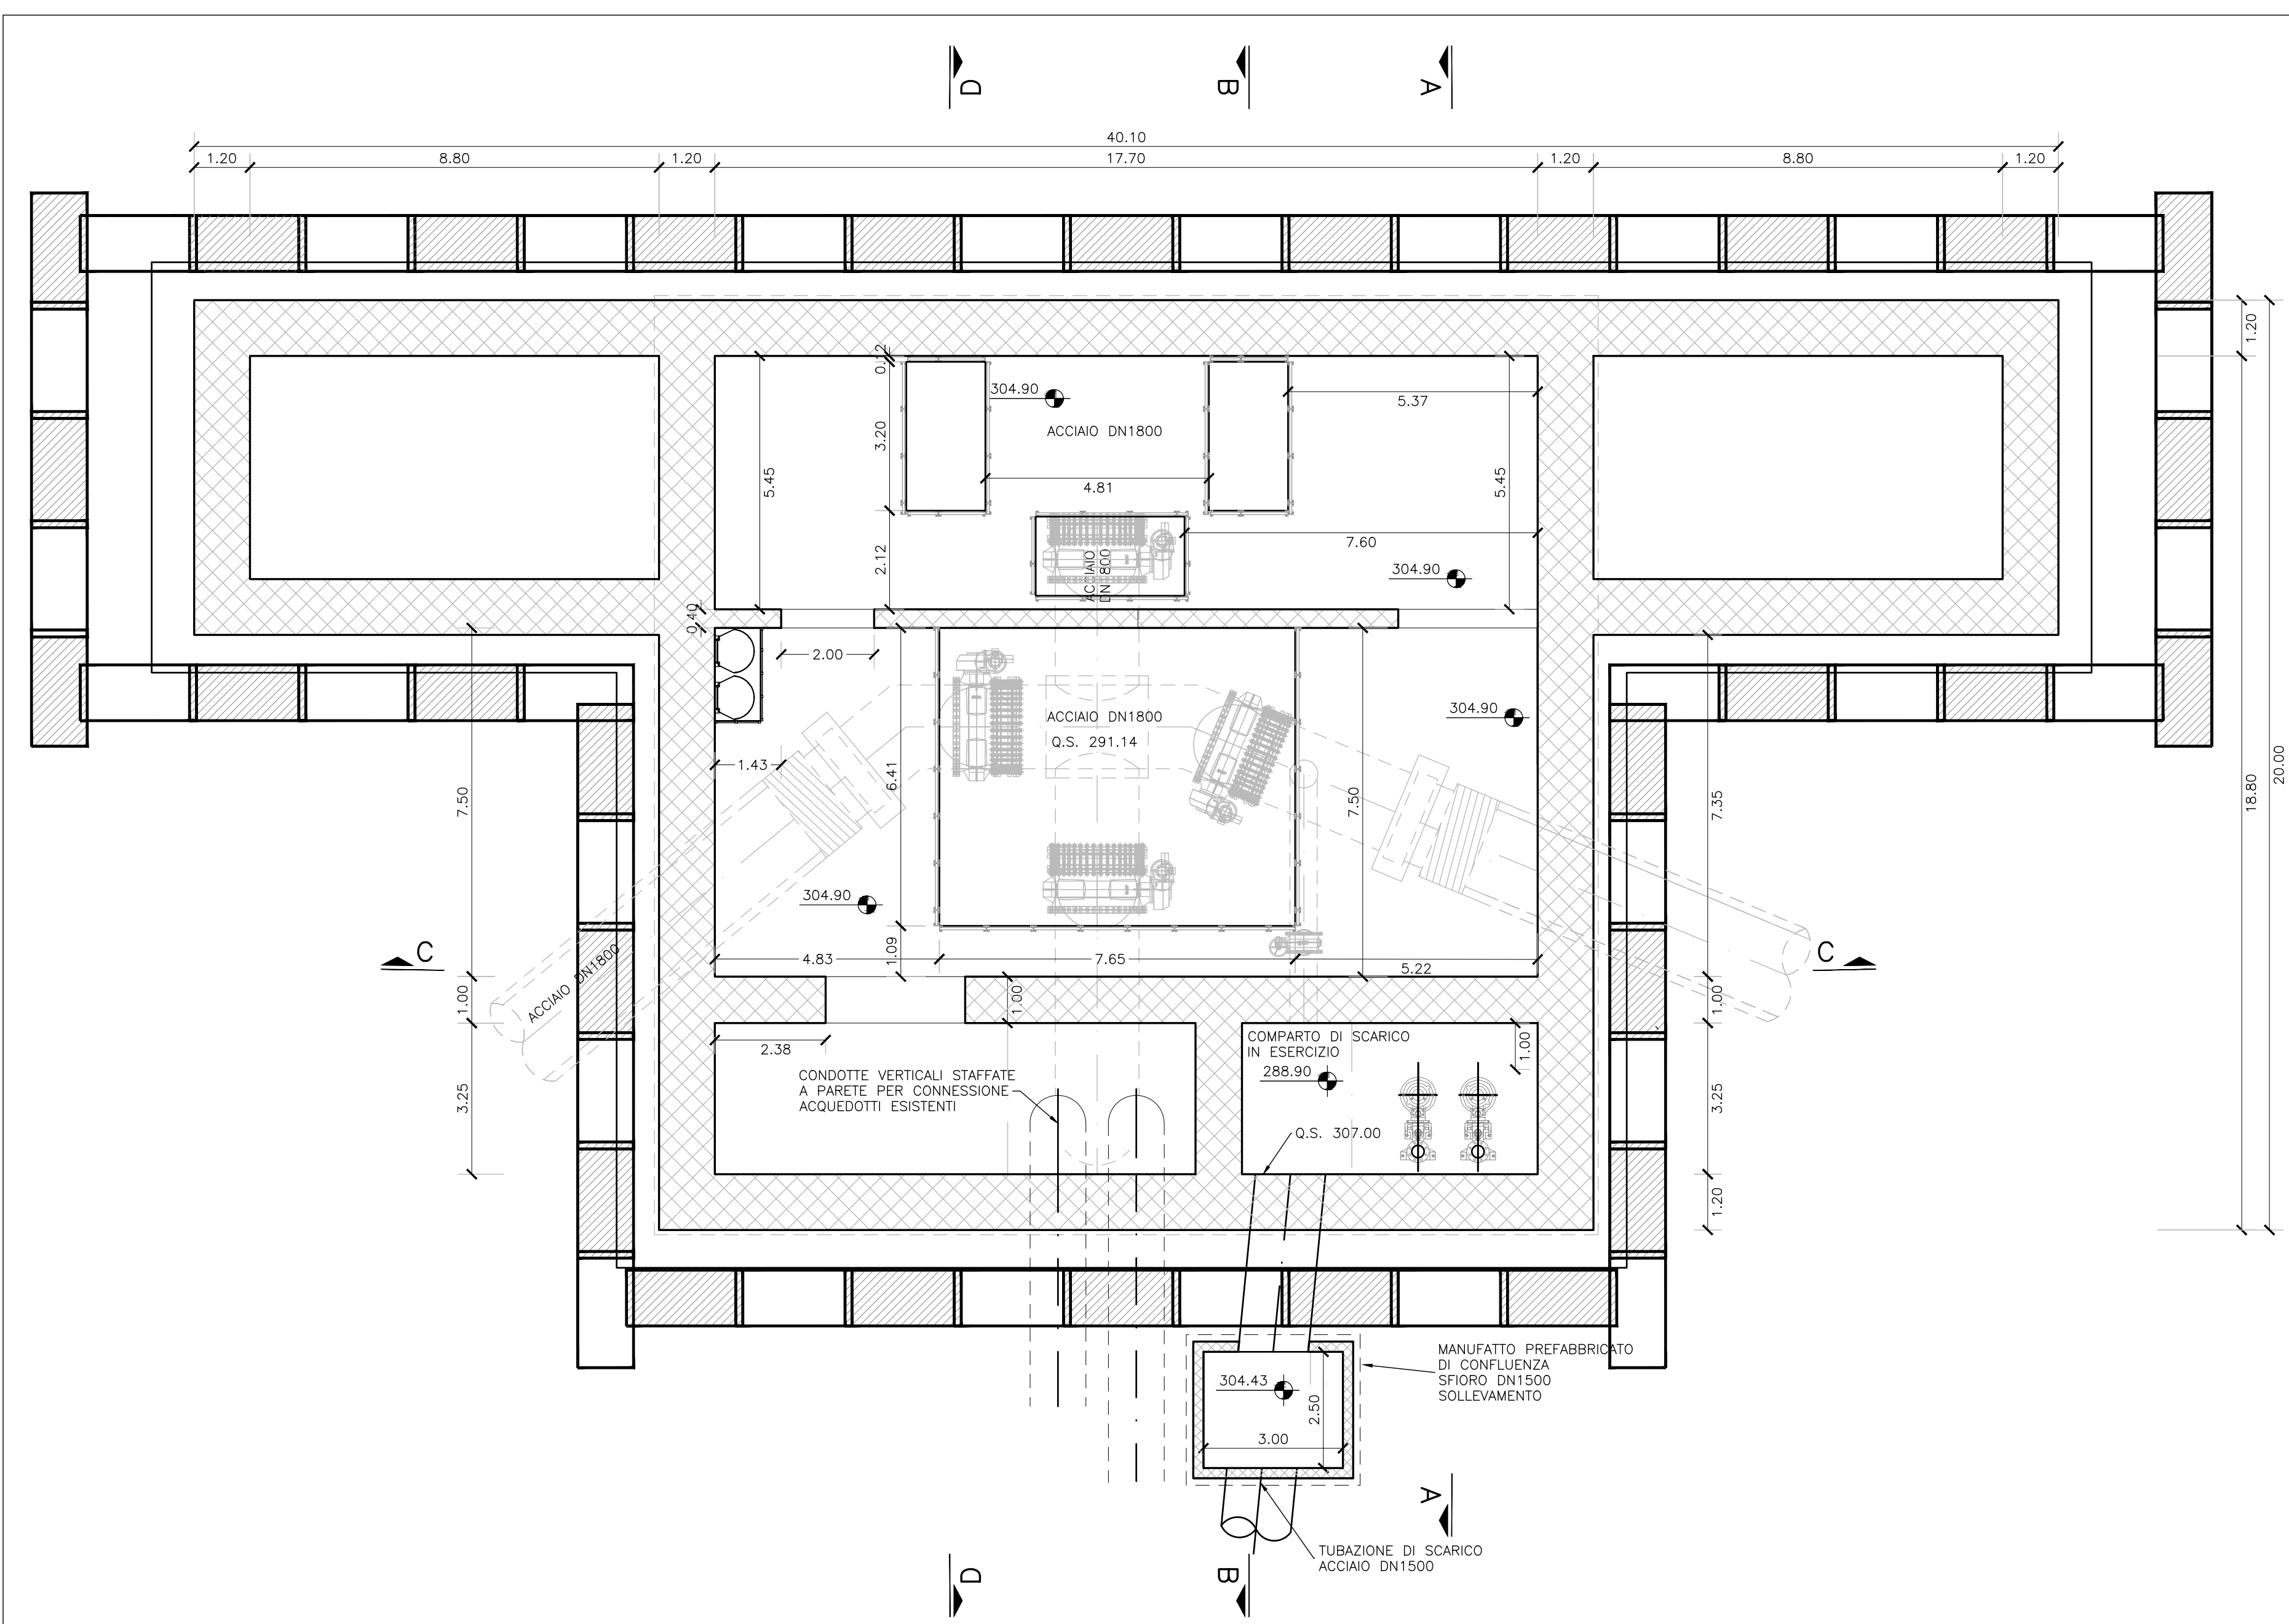 D
B
A
40.10
1.20
8.80
1.20
17.70
1.20
8.80
1.20
0.12
304.90
5.37
1.20
ACCIAIO DN1800
3.20
5.45
4.81
5.45
7.60
2.12
304.90
ACCIAIO
DN1800
0.40
2.00
304.90
ACCIAIO DN1800
Q.S. 291.14
1.43
6.41
7.50
7.50
7.35
18.80
20.00
304.90
ACCIAIO DN1800
C
C
1.09
4.83
7.65
5.22
1.00
1.00
1.00
2.38
COMPARTO DI SCARICO
IN ESERCIZIO
288.90
1.00
CONDOTTE VERTICALI STAFFATE
A PARETE PER CONNESSIONE
ACQUEDOTTI ESISTENTI
3.25
3.25
Q.S. 307.00
1.20
MANUFATTO PREFABBRICATO
DI CONFLUENZA
SFIORO DN1500
SOLLEVAMENTO
304.43
2.50
3.00
A
TUBAZIONE DI SCARICO
ACCIAIO DN1500
D
B